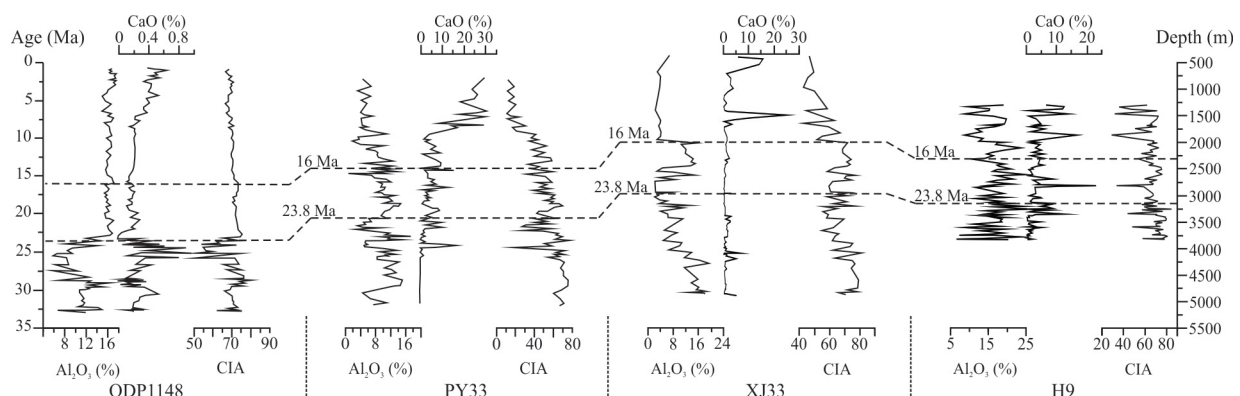 CaO (%) CaO (%) CaO (%) CaO (%)
Age (Ma) 0 0.4 0.8 0 10 20 30 0 10 20 30 0 10 20 Depth (m)
0 500
5 1000
1500
10 2000
16 Ma 16 Ma 16 Ma
15 2500
23.8 Ma 3000
20 23.8 Ma 23.8 Ma 3500
25 4000
30 4500
5000
35 5500
8 12 16 50 70 90 0 4 8 16 0 40 80 0 8 16 24 40 60 80 5 15 25 20 40 60 80
Al₂O₃ (%) CIA Al₂O₃ (%) CIA Al₂O₃ (%) CIA Al₂O₃ (%) CIA
ODP1148 PY33 XJ33 H9